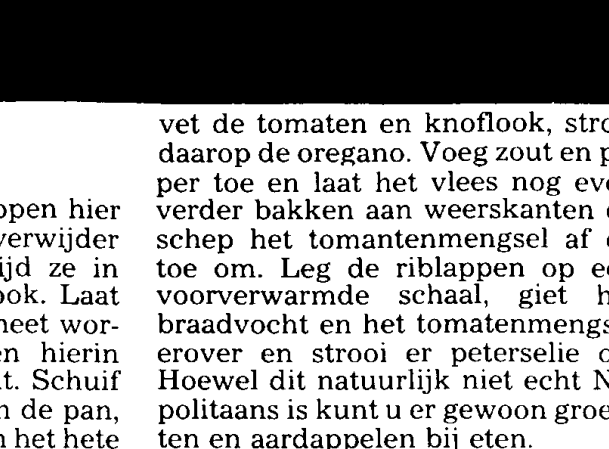 open hier
verwijder
ijd ze in
ook. Laat
heet wor-
en hierin
t. Schuif
n de pan,
het hete
vet de tomaten en knoflook, stro
daarop de oregano. Voeg zout en p
per toe en laat het vlees nog eve
verder bakken aan weerskanten e
schep het tomantenmengsel af e
toe om. Leg de riblappen op e
voorverwarmde schaal, giet h
braadvocht en het tomatenmengs
erover en strooi er peterselie o
Hoewel dit natuurlijk niet echt N
politaans is kunt u er gewoon groe
ten en aardappelen bij eten.